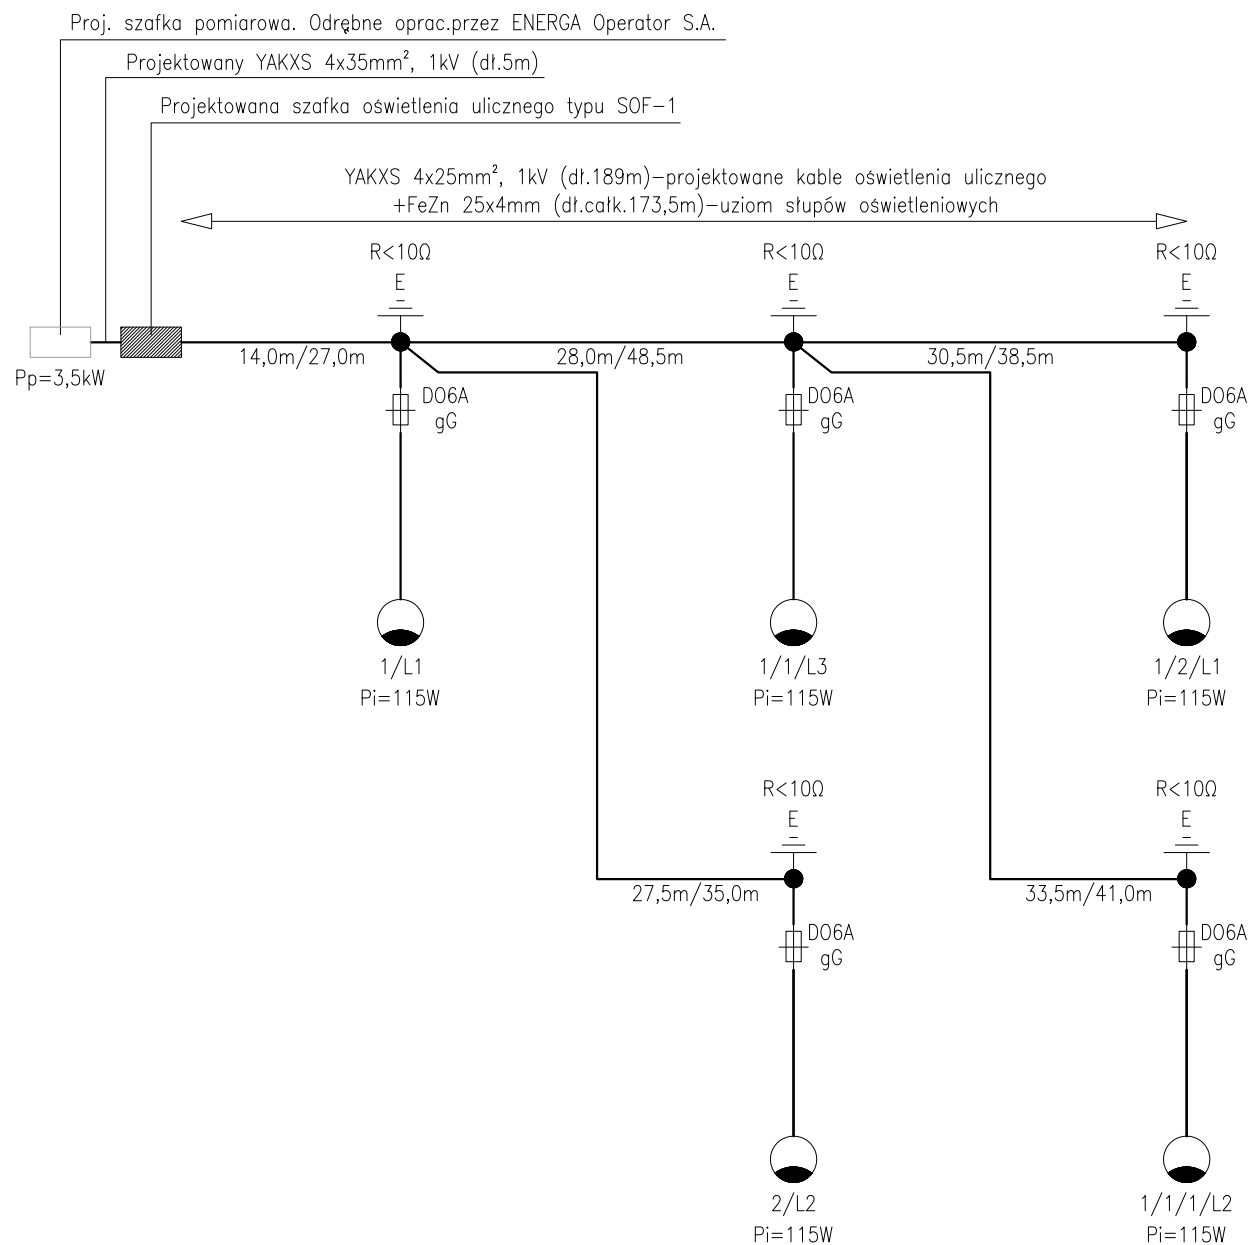 Proj. szafka pomiarowa. Odrębne oprac.przez ENERGA Operator S.A.
Projektowany YAKXS 4x35mm², 1kV (dł.5m)
Projektowana szafka oświetlenia ulicznego typu SOF-1
YAKXS 4x25mm², 1kV (dł.189m)-projektowane kable oświetlenia ulicznego
+FeZn 25x4mm (dł.całk.173,5m)-uziom słupów oświetleniowych
R<10Ω
E
R<10Ω
E
R<10Ω
E
14,0m/27,0m
28,0m/48,5m
30,5m/38,5m
Pp=3,5kW
D06A
gG
D06A
gG
D06A
gG
1/L1
Pi=115W
1/1/L3
Pi=115W
1/2/L1
Pi=115W
R<10Ω
E
R<10Ω
E
27,5m/35,0m
33,5m/41,0m
D06A
gG
D06A
gG
2/L2
Pi=115W
1/1/1/L2
Pi=115W